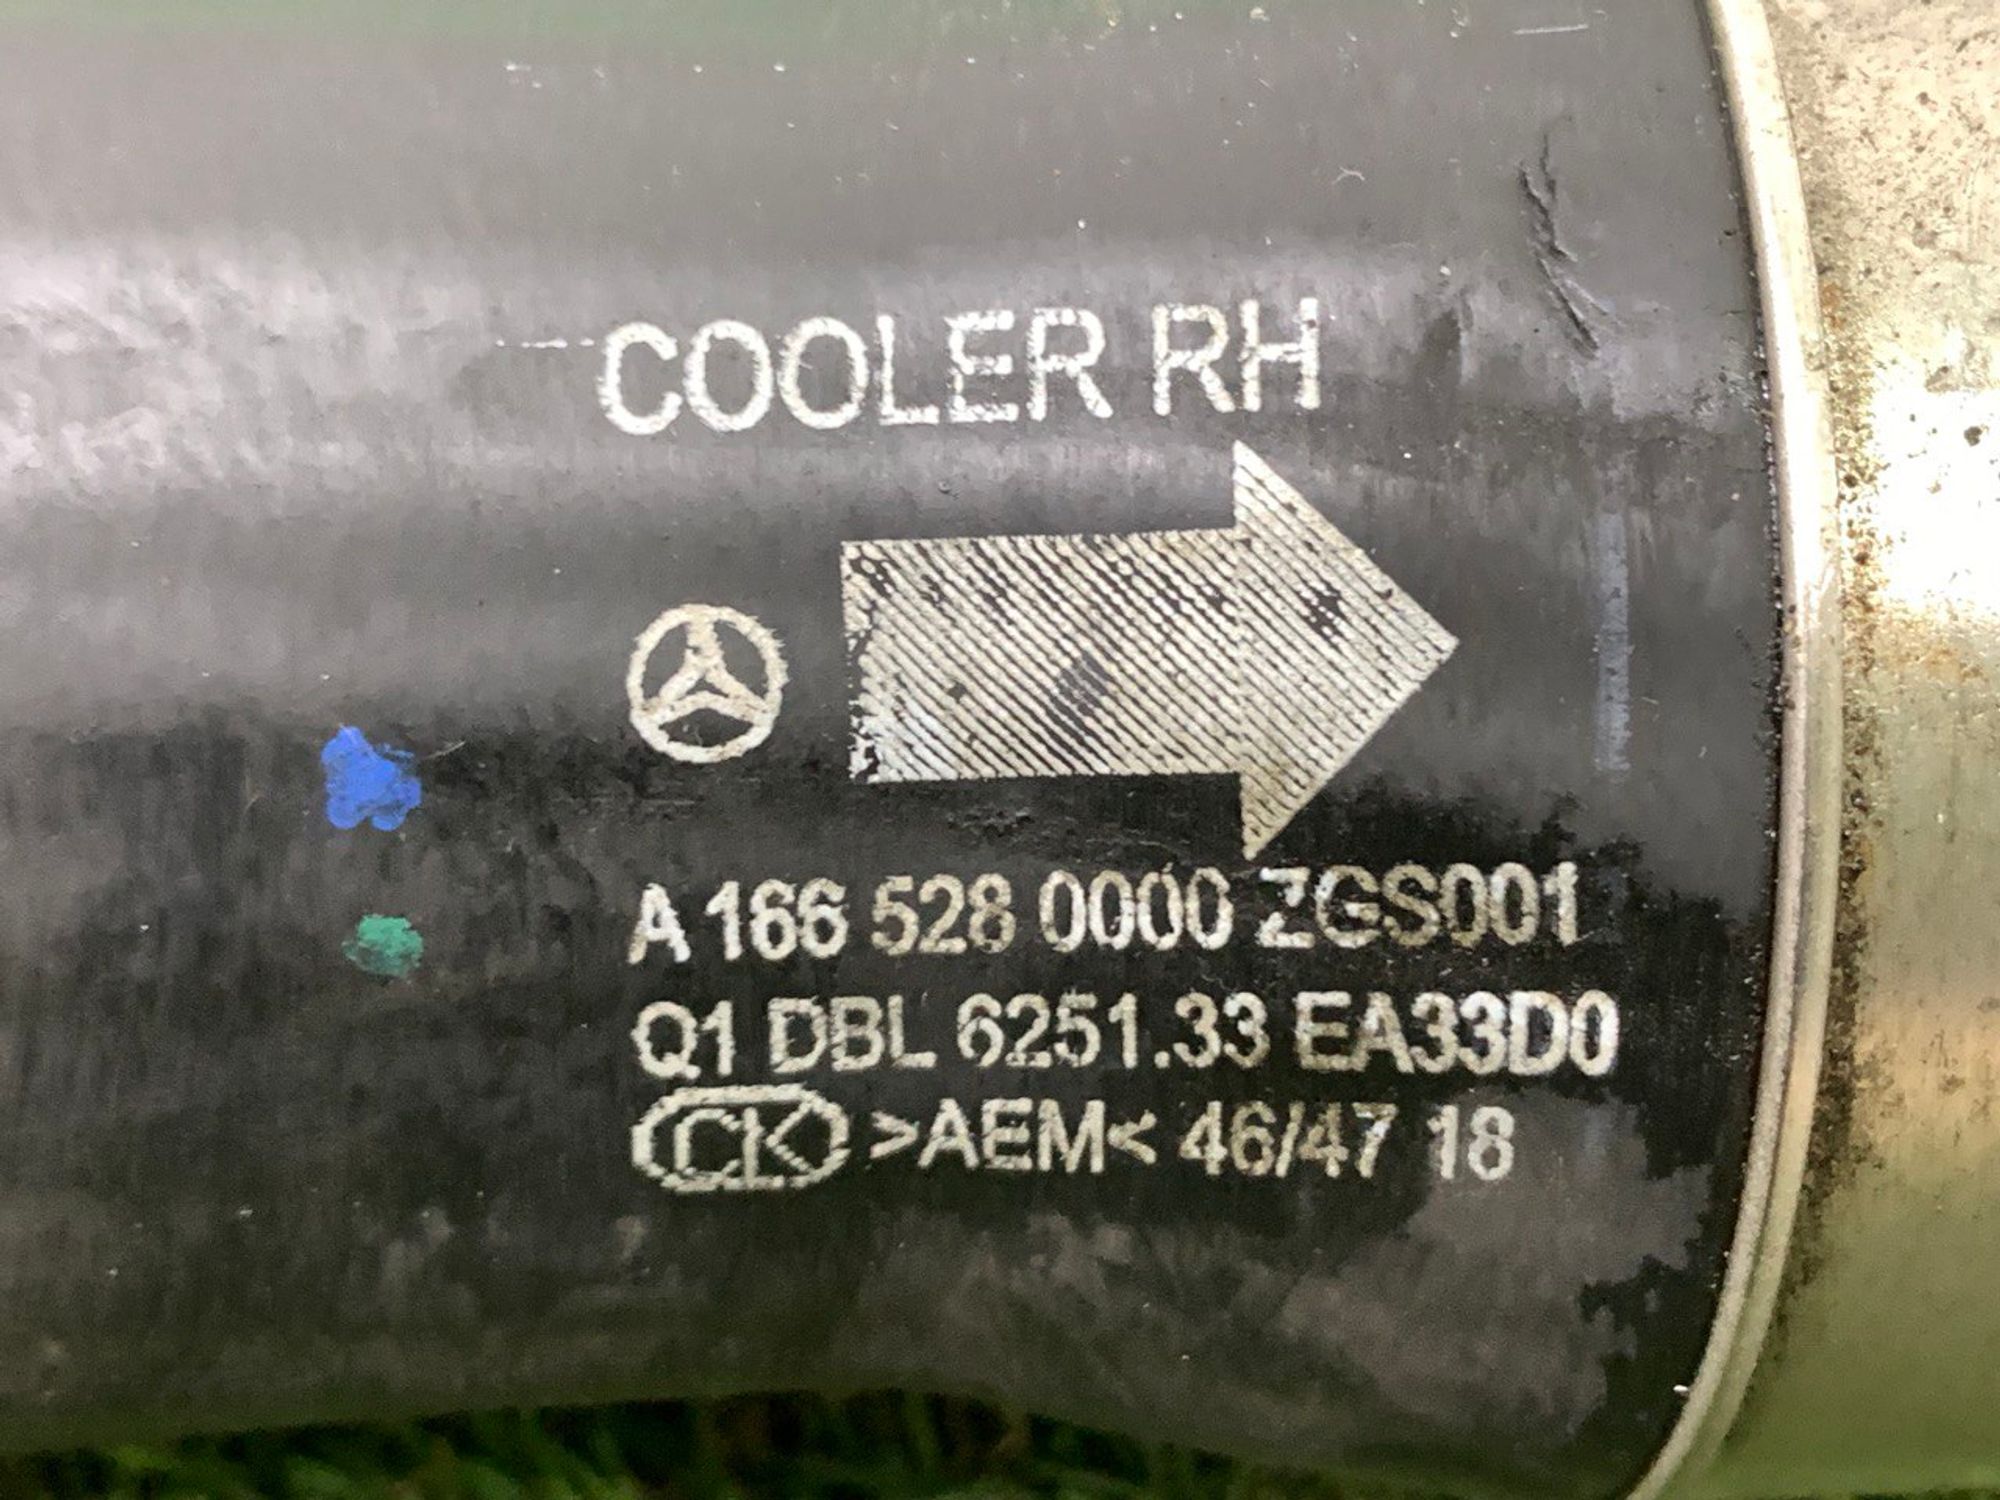 COOLER RH
A 166 528 0000 ZGS001
Q1 DBL 6251.33 EA33D0
CK >AEM< 46/47 18